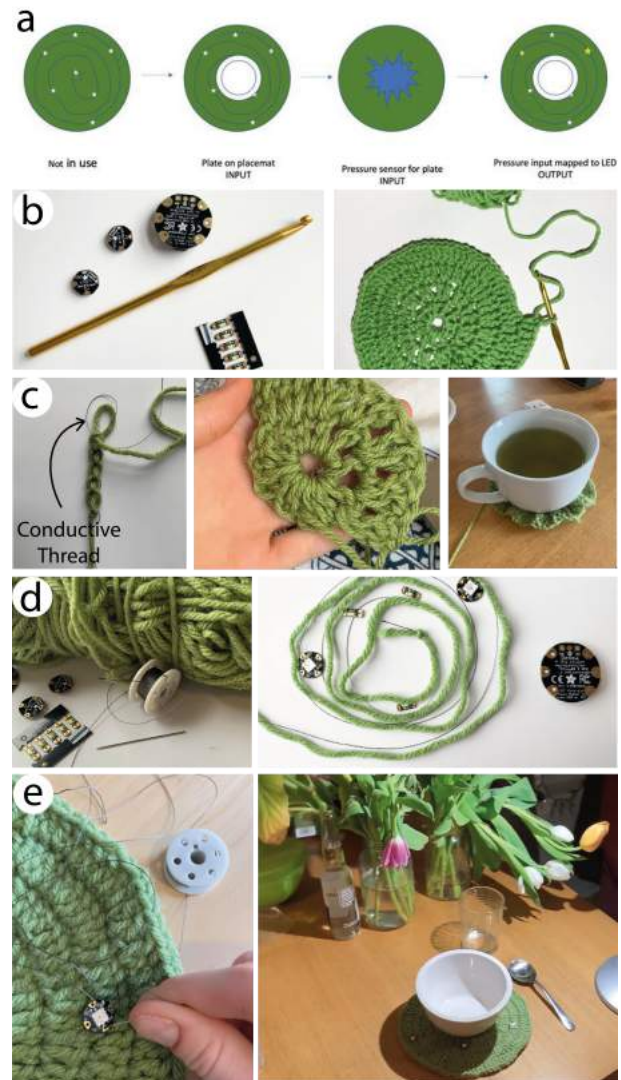 a
Not in use
Plate on placemat
INPUT
Pressure sensor for plate
INPUT
Pressure input mapped to LED
OUTPUT
b
c
Conductive
Thread
d
e